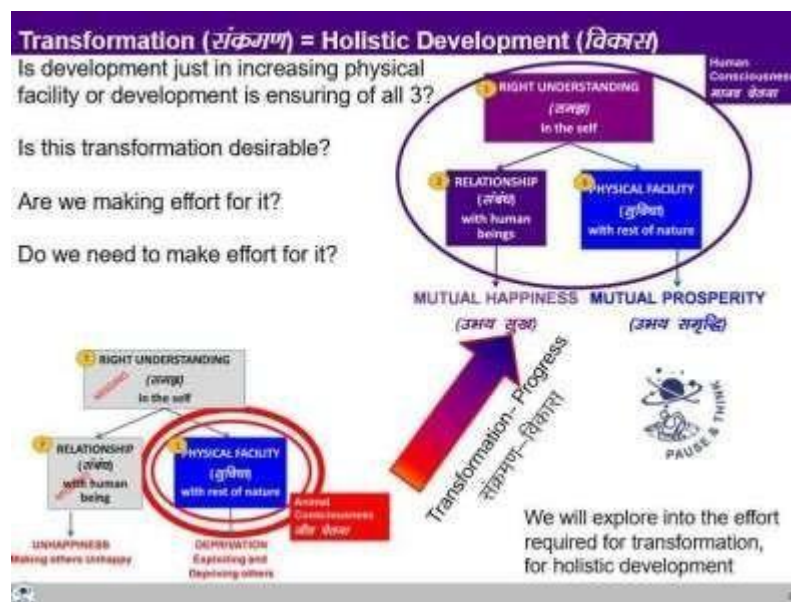 Transformation (संक्रमण) = Holistic Development (विकास)
Is development just in increasing physical
facility or development is ensuring of all 3?
Is this transformation desirable?
Are we making effort for it?
Do we need to make effort for it?
Human
Consciousness
मानव चेतना
1
RIGHT UNDERSTANDING
(समझ)
in the self
2
RELATIONSHIP
(संबंध)
with human
beings
3
PHYSICAL FACILITY
(सुविधा)
with rest of nature
MUTUAL HAPPINESS
(उभय सुख)
MUTUAL PROSPERITY
(उभय समृद्धि)
Transformation– Progress
संक्रमण–विकास
RIGHT UNDERSTANDING
(समझ)
in the self
MISSING
RELATIONSHIP
(संबंध)
with human
being
PHYSICAL FACILITY
(सुविधा)
with rest of nature
Animal
Consciousness
जीव चेतना
UNHAPPINESS
Making others Unhappy
DEPRIVATION
Exploiting and
Depriving others
PAUSE & THINK
We will explore into the effort
required for transformation,
for holistic development